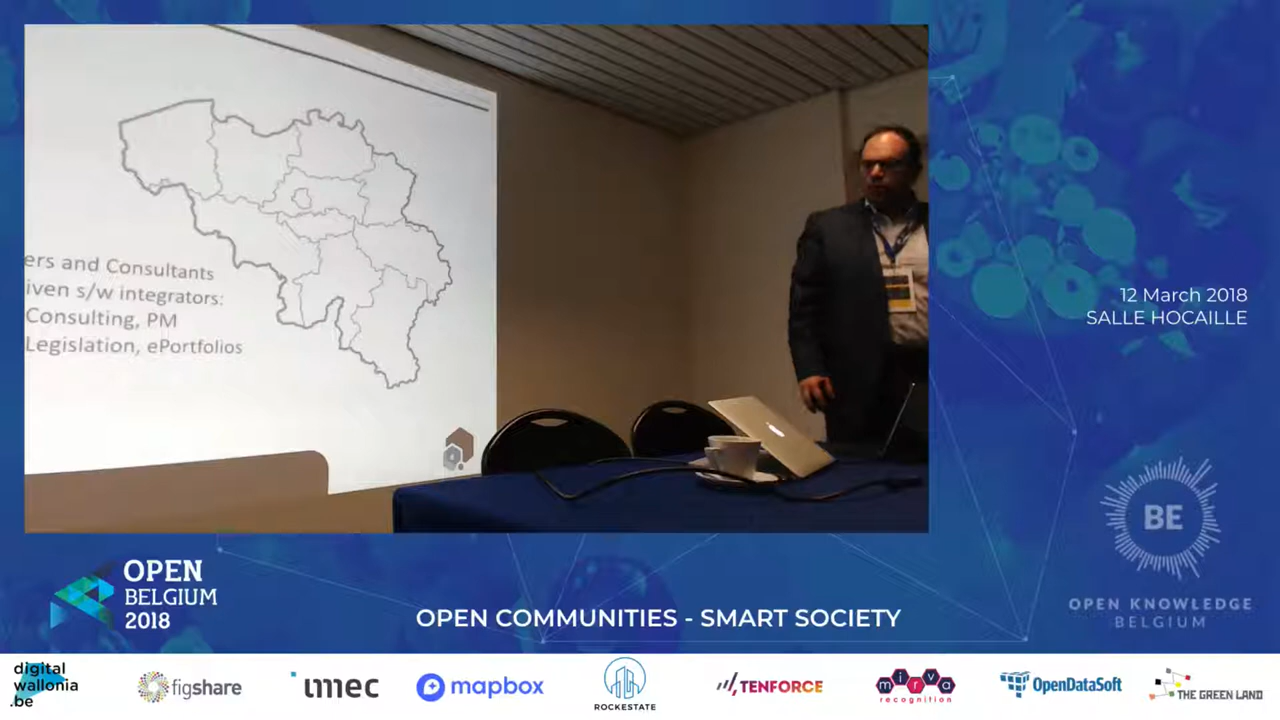 ers and Consultants
iven s/w integrators:
Consulting, PM
Legislation, ePortfolios
12 March 2018
SALLE HOCAILLE
BE
OPEN KNOWLEDGE
BELGIUM
OPEN
BELGIUM
2018
OPEN COMMUNITIES - SMART SOCIETY
digital
wallonia
.be
figshare
imec
mapbox
ROCKESTATE
TENFORCE
mirva
recognition
OpenDataSoft
THE GREEN LAND